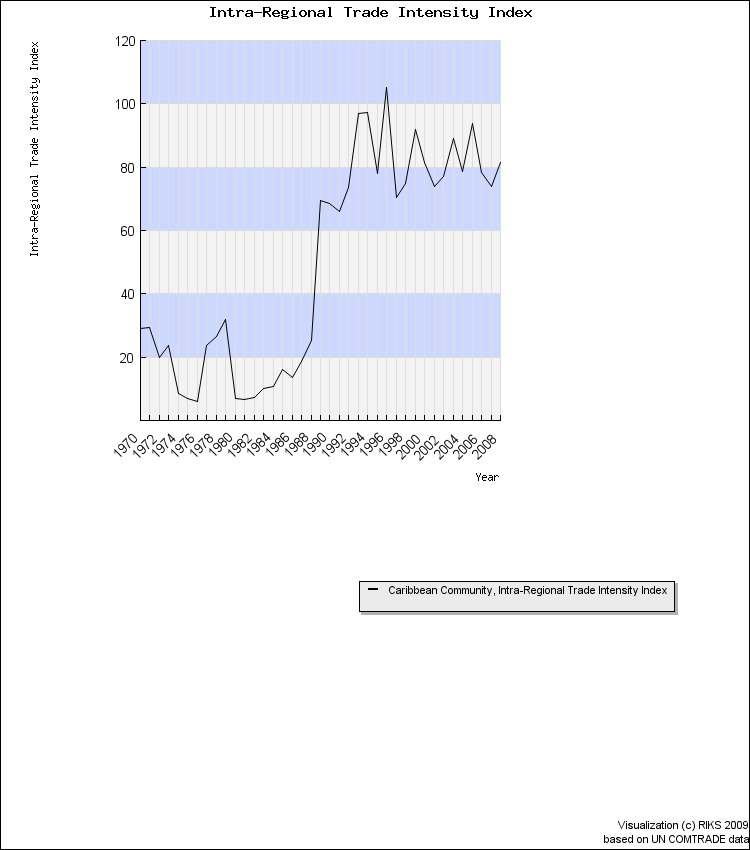 Intra-Regional Trade Intensity Index
Intra-Regional Trade Intensity Index
120
100
80
60
40
20
1970 1972 1974 1976 1978 1980 1982 1984 1986 1988 1990 1992 1994 1996 1998 2000 2002 2004 2006 2008
Year
Caribbean Community, Intra-Regional Trade Intensity Index
Visualization (c) RIKS 2009
based on UN COMTRADE data